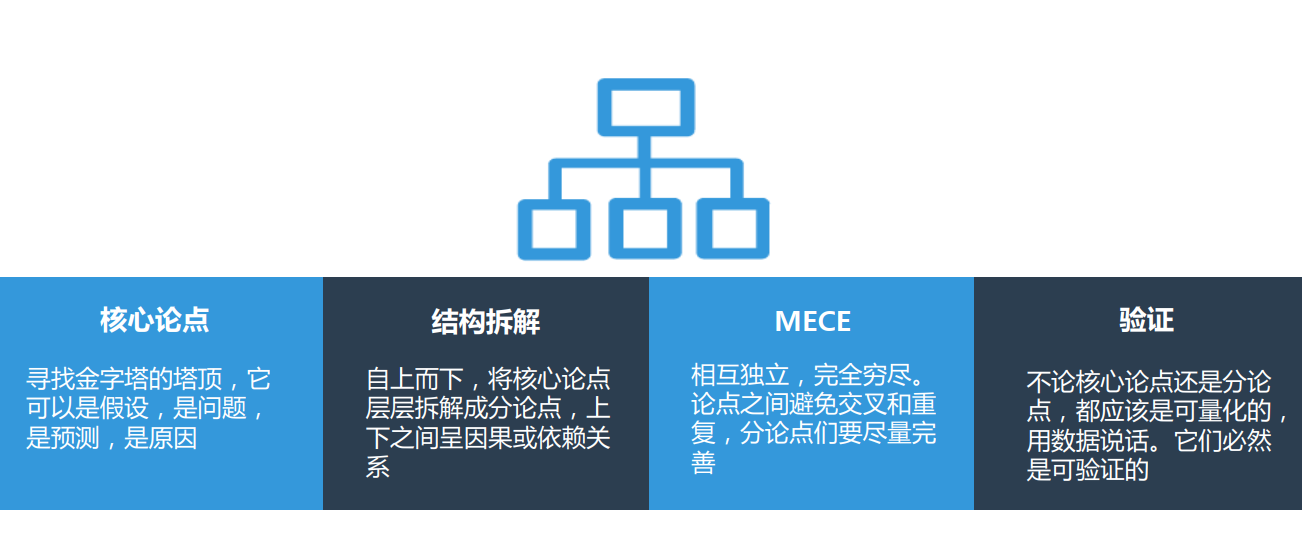 核心论点
寻找金字塔的塔顶，它
可以是假设，是问题，
是预测，是原因
结构拆解
自上而下，将核心论点
层层拆解成分论点，上
下之间呈因果或依赖关
系
MECE
相互独立，完全穷尽。
论点之间避免交叉和重
复，分论点们要尽量完
善
验证
不论核心论点还是分论
点，都应该是可量化的，
用数据说话。它们必然
是可验证的